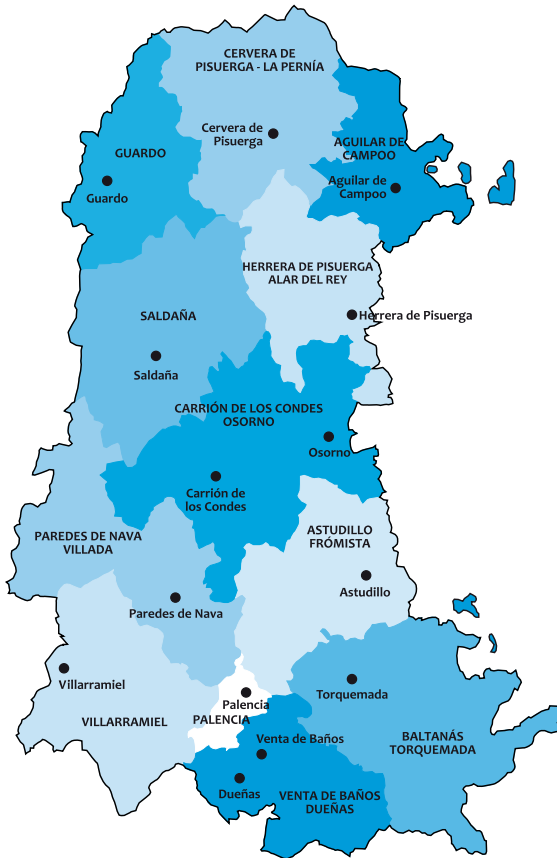 CERVERA DE
PISUERGA - LA PERNÍA
Cervera de
Pisuerga
AGUILAR DE
CAMPOO
GUARDO
Aguilar de
Campoo
Guardo
HERRERA DE PISUERGA
ALAR DEL REY
SALDAÑA
Herrera de Pisuerga
Saldaña
CARRIÓN DE LOS CONDES
OSORNO
Osorno
Carrión de
los Condes
ASTUDILLO
FRÓMISTA
PAREDES DE NAVA
VILLADA
Astudillo
Paredes de Nava
Villarramiel
Torquemada
Palencia
VILLARRAMIEL
PALENCIA
Venta de Baños
BALTANÁS
TORQUEMADA
Dueñas
VENTA DE BAÑOS
DUEÑAS